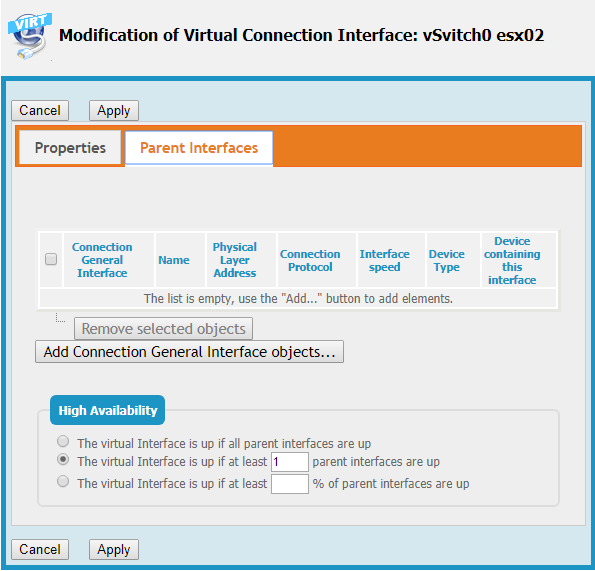 VIRT
Modification of Virtual Connection Interface: vSvitch0 esx02
Cancel Apply
Properties Parent Interfaces
Connection General Interface Name Physical Layer Address Connection Protocol Interface speed Device Type Device containing this interface
The list is empty, use the "Add..." button to add elements.
Remove selected objects
Add Connection General Interface objects...
High Availability
The virtual Interface is up if all parent interfaces are up
The virtual Interface is up if at least 1 parent interfaces are up
The virtual Interface is up if at least % of parent interfaces are up
Cancel Apply